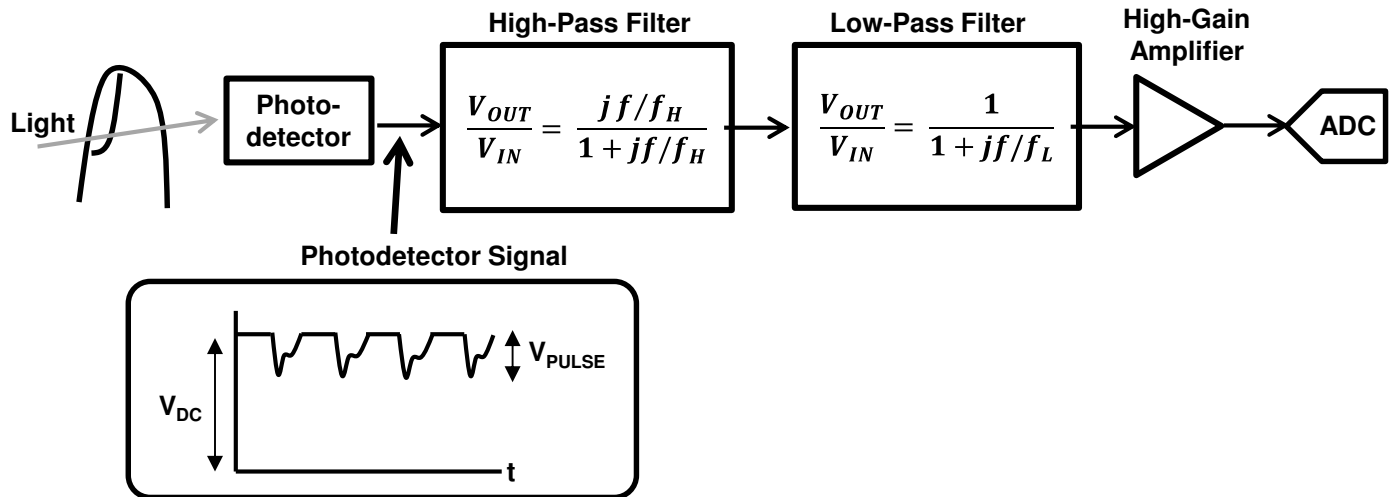 High-Pass Filter
Low-Pass Filter
High-Gain
Amplifier
Light
Photo-
detector
V_OUT/V_IN = (j f/f_H)/(1 + jf/f_H)
V_OUT/V_IN = 1/(1 + jf/f_L)
ADC
Photodetector Signal
V_DC
V_PULSE
t